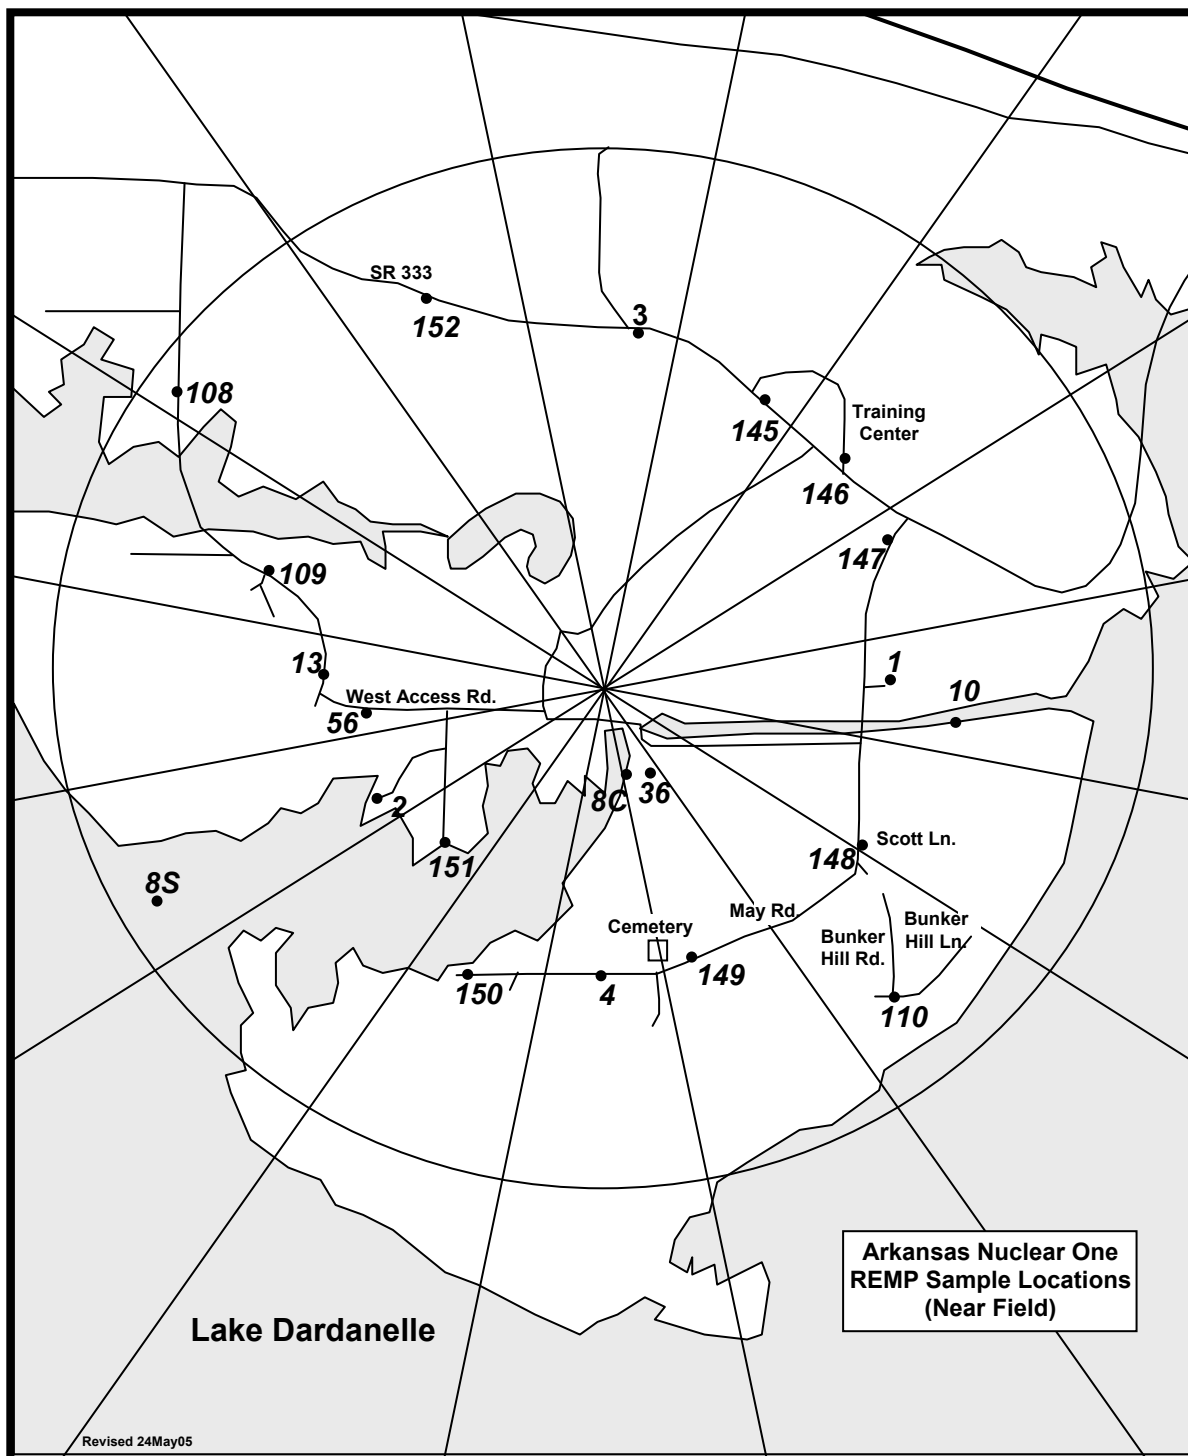 SR 333
152
3
108
145
Training
Center
146
147
109
13
1
West Access Rd.
10
56
8C
36
2
151
148
Scott Ln.
8S
May Rd.
Cemetery
Bunker
Hill Rd.
Bunker
Hill Ln.
150
4
149
110
Arkansas Nuclear One
REMP Sample Locations
(Near Field)
Lake Dardanelle
Revised 24May05